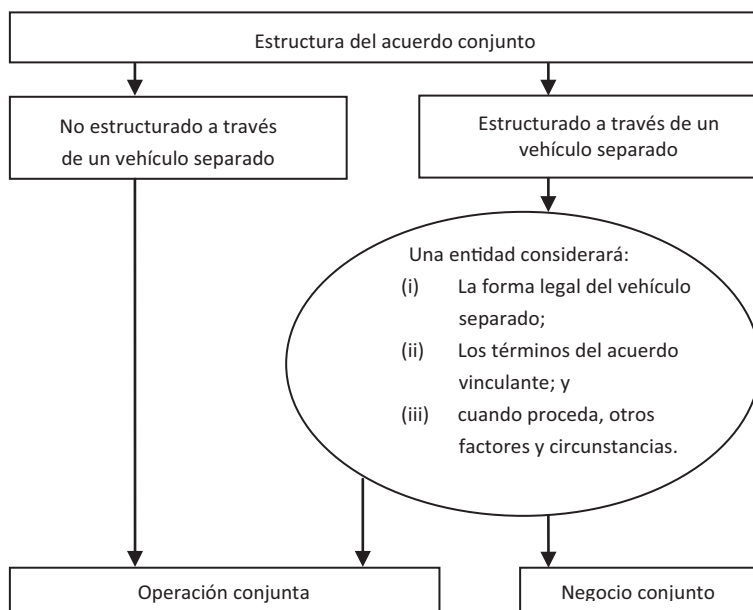 Estructura del acuerdo conjunto
No estructurado a través
de un vehículo separado
Estructurado a través de un
vehículo separado
Una entidad considerará:
(i) La forma legal del vehículo
separado;
(ii) Los términos del acuerdo
vinculante; y
(iii) cuando proceda, otros
factores y circunstancias.
Operación conjunta
Negocio conjunto